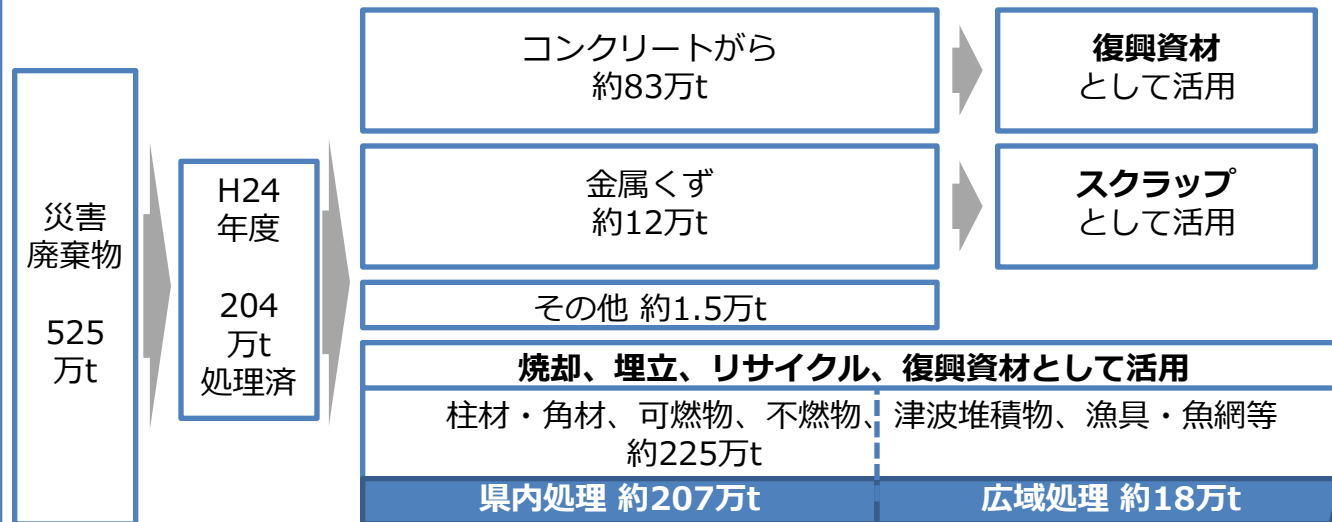 災害
廃棄物
525
万t
H24
年度
204
万t
処理済
コンクリートがら
約83万t
復興資材
として活用
金属くず
約12万t
スクラップ
として活用
その他 約1.5万t
焼却、埋立、リサイクル、復興資材として活用
柱材・角材、可燃物、不燃物、津波堆積物、漁具・魚網等
約225万t
県内処理 約207万t
広域処理 約18万t